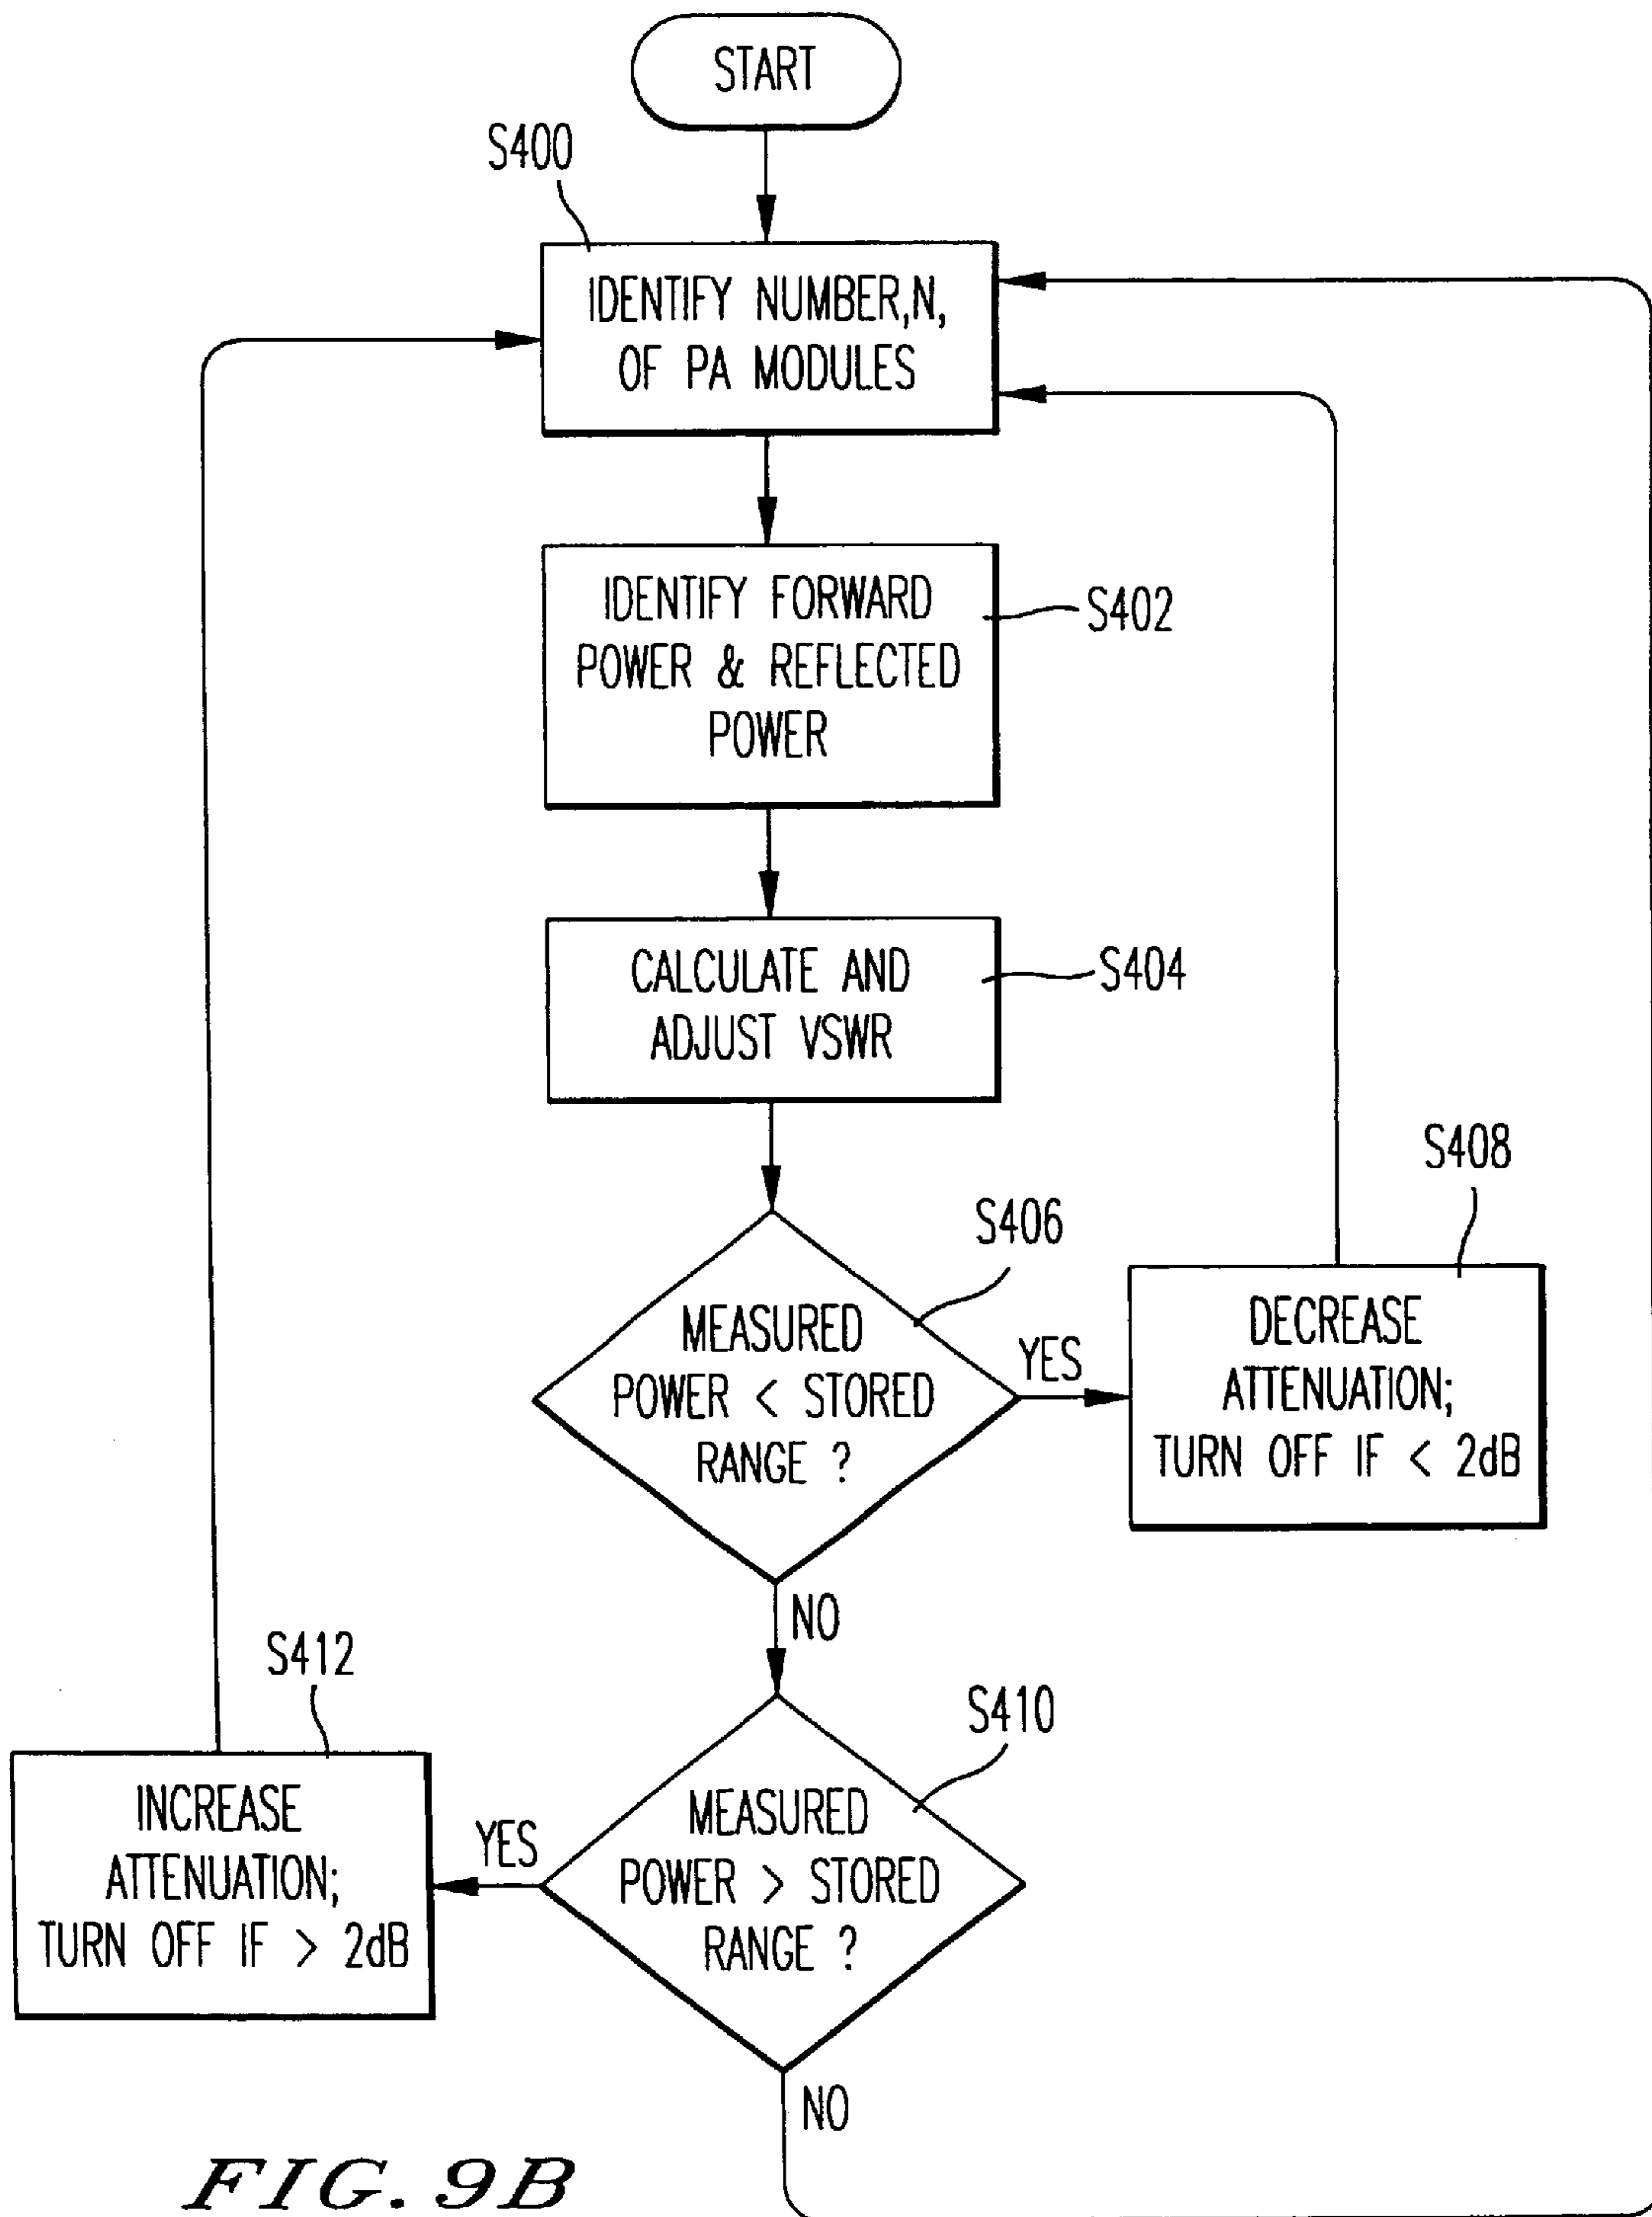 START
S400
IDENTIFY NUMBER,N,
OF PA MODULES
IDENTIFY FORWARD
POWER & REFLECTED
POWER
S402
CALCULATE AND
ADJUST VSWR
S404
S406
MEASURED
POWER < STORED
RANGE ?
YES
S408
DECREASE
ATTENUATION;
TURN OFF IF < 2dB
NO
S410
MEASURED
POWER > STORED
RANGE ?
YES
S412
INCREASE
ATTENUATION;
TURN OFF IF > 2dB
NO
FIG. 9B